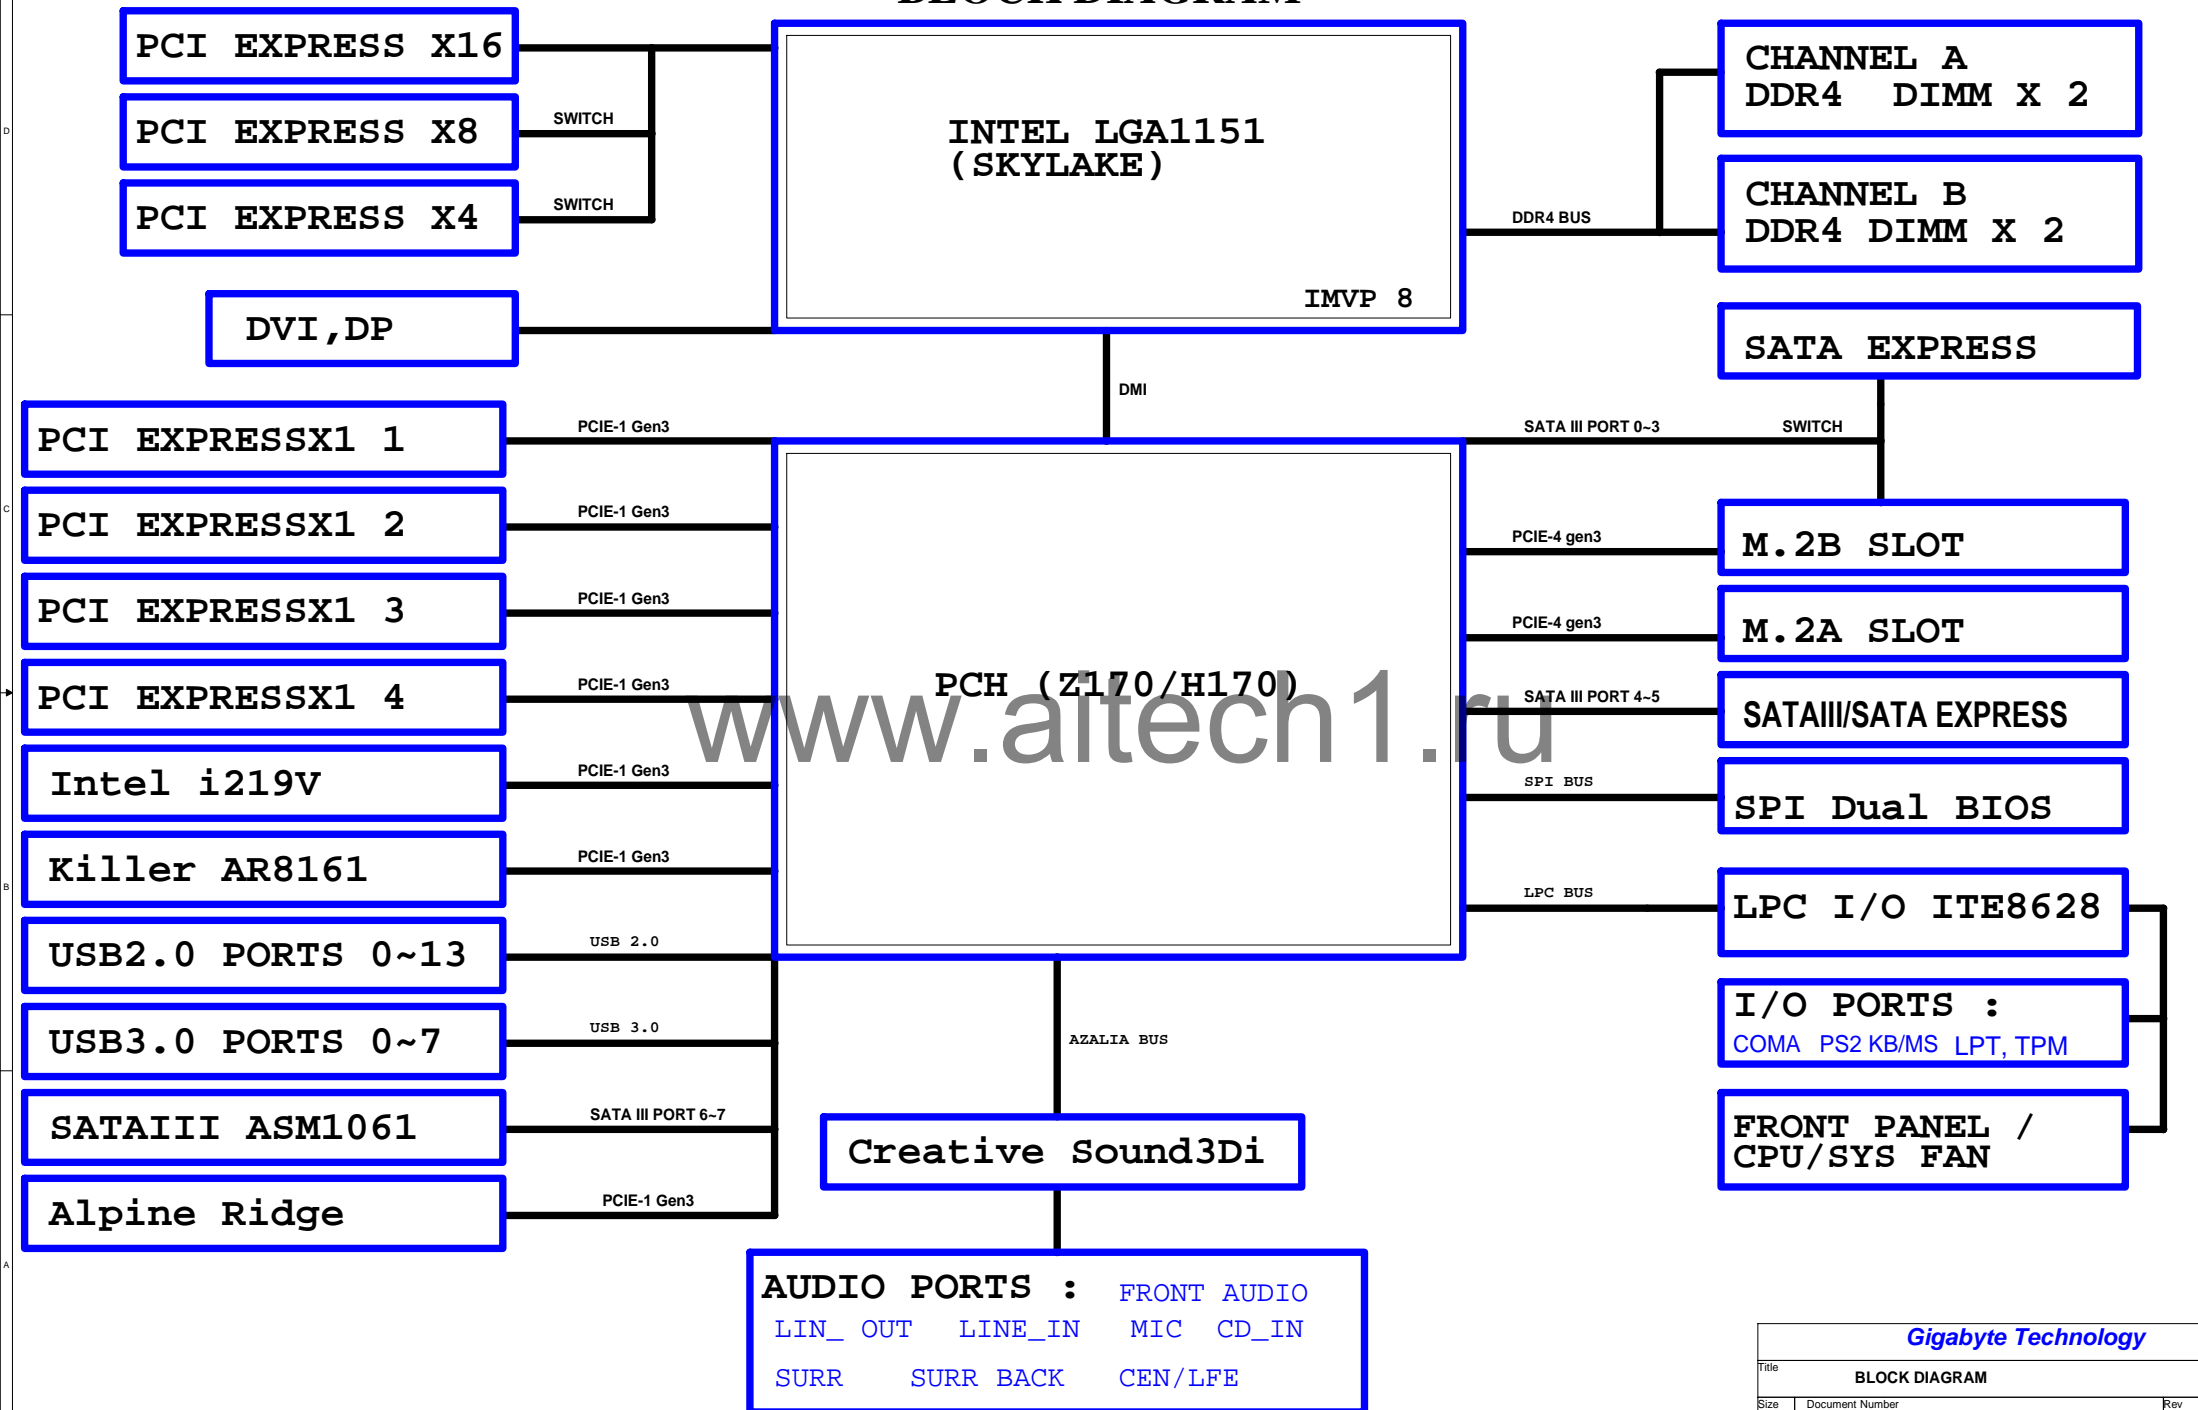 BLOCK DIAGRAM
PCI EXPRESS X16
PCI EXPRESS X8
SWITCH
PCI EXPRESS X4
SWITCH
DVI,DP
INTEL LGA1151
(SKYLAKE)
IMVP 8
DDR4 BUS
CHANNEL A
DDR4 DIMM X 2
CHANNEL B
DDR4 DIMM X 2
SATA EXPRESS
DMI
PCI EXPRESSX1 1
PCIE-1 Gen3
PCI EXPRESSX1 2
PCIE-1 Gen3
PCI EXPRESSX1 3
PCIE-1 Gen3
PCI EXPRESSX1 4
PCIE-1 Gen3
Intel i219V
PCIE-1 Gen3
Killer AR8161
PCIE-1 Gen3
USB2.0 PORTS 0~13
USB 2.0
USB3.0 PORTS 0~7
USB 3.0
SATAIII ASM1061
SATA III PORT 6~7
Alpine Ridge
PCIE-1 Gen3
PCH (Z170/H170)
www.aitech1.ru
SATA III PORT 0~3
SWITCH
PCIE-4 gen3
M.2B SLOT
PCIE-4 gen3
M.2A SLOT
SATA III PORT 4~5
SATAIII/SATA EXPRESS
SPI BUS
SPI Dual BIOS
LPC BUS
LPC I/O ITE8628
I/O PORTS :
COMA PS2 KB/MS LPT, TPM
FRONT PANEL /
CPU/SYS FAN
AZALIA BUS
Creative Sound3Di
AUDIO PORTS : FRONT AUDIO
LIN_ OUT LINE_IN MIC CD_IN
SURR SURR BACK CEN/LFE
Gigabyte Technology
Title
BLOCK DIAGRAM
Size Document Number Rev
D
C
B
A